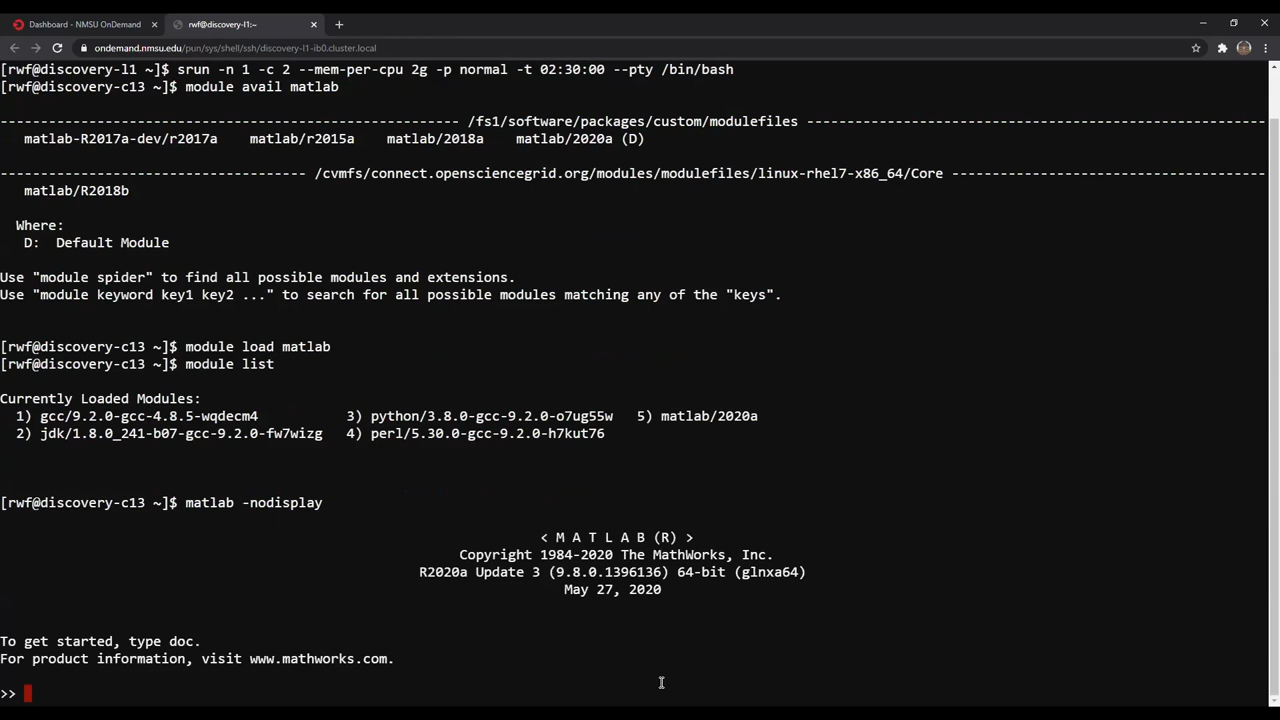 Dashboard - NMSU OnDemand
rwf@discovery-l1:~
ondemand.nmsu.edu/pun/sys/shell/ssh/discovery-l1-ib0.cluster.local
[rwf@discovery-l1 ~]$ srun -n 1 -c 2 --mem-per-cpu 2g -p normal -t 02:30:00 --pty /bin/bash
[rwf@discovery-c13 ~]$ module avail matlab
--------------------------------------------------------- /fs1/software/packages/custom/modulefiles ---------------------------------------------------------
matlab-R2017a-dev/r2017a    matlab/r2015a    matlab/2018a    matlab/2020a (D)
-------------------------------------- /cvmfs/connect.opensciencegrid.org/modules/modulefiles/linux-rhel7-x86_64/Core ---------------------------------------
matlab/R2018b
Where:
D:  Default Module
Use "module spider" to find all possible modules and extensions.
Use "module keyword key1 key2 ..." to search for all possible modules matching any of the "keys".
[rwf@discovery-c13 ~]$ module load matlab
[rwf@discovery-c13 ~]$ module list
Currently Loaded Modules:
1) gcc/9.2.0-gcc-4.8.5-wqdecm4           3) python/3.8.0-gcc-9.2.0-o7ug55w   5) matlab/2020a
2) jdk/1.8.0_241-b07-gcc-9.2.0-fw7wizg   4) perl/5.30.0-gcc-9.2.0-h7kut76
[rwf@discovery-c13 ~]$ matlab -nodisplay
< M A T L A B (R) >
Copyright 1984-2020 The MathWorks, Inc.
R2020a Update 3 (9.8.0.1396136) 64-bit (glnxa64)
May 27, 2020
To get started, type doc.
For product information, visit www.mathworks.com.
>>